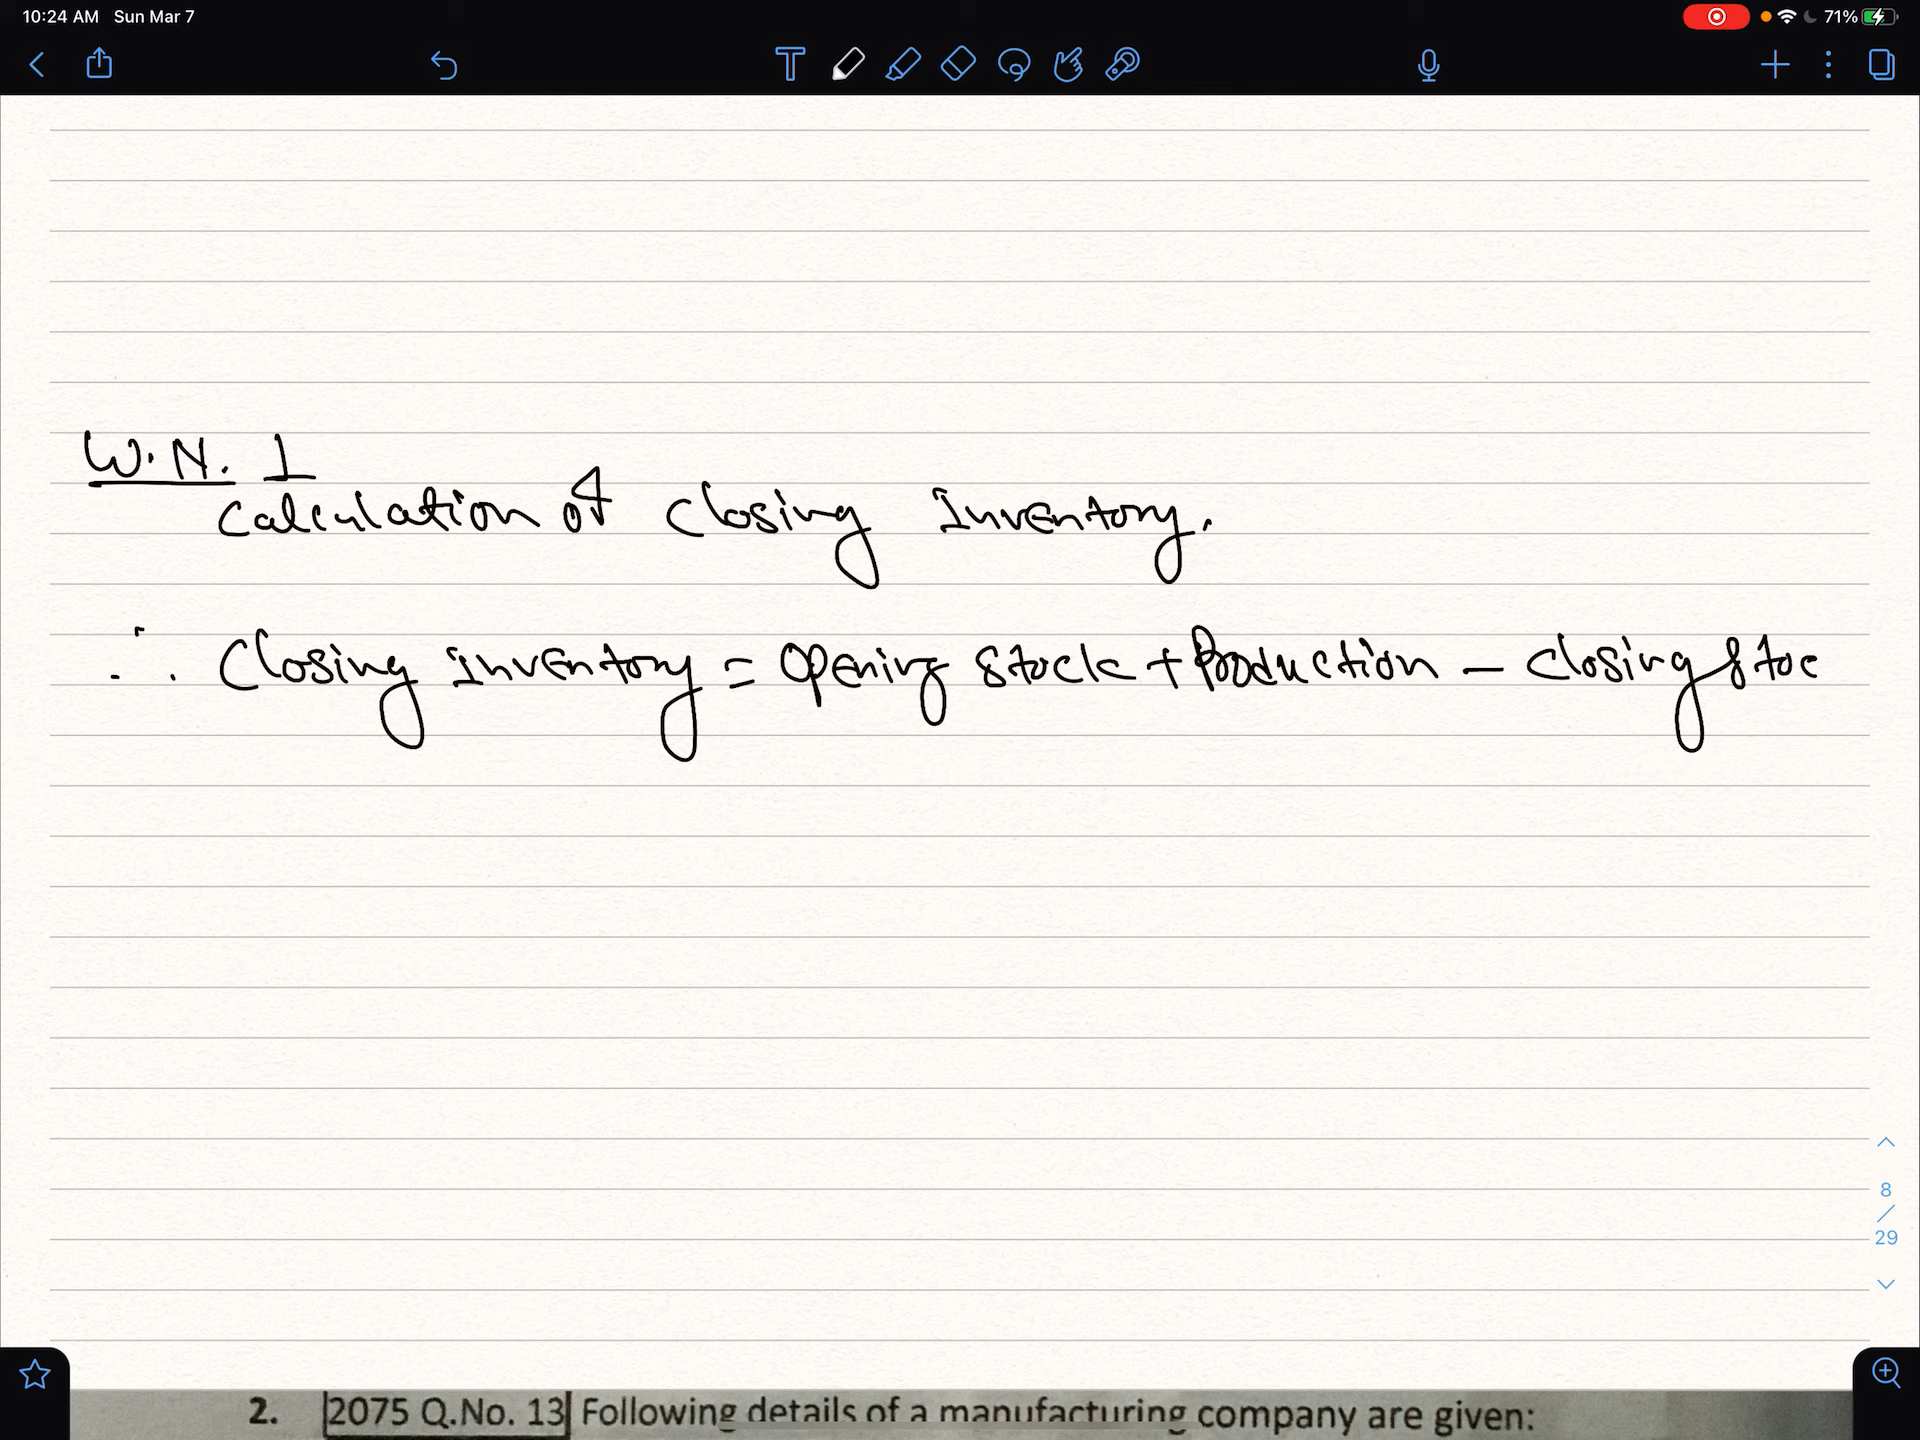 10:24 AM Sun Mar 7
71%
W.N. 1
Calculation of Closing Inventory.
∴ Closing Inventory = Opening Stock + Production - Closing Stoc
8
/
29
2. 2075 Q.No. 13 Following details of a manufacturing company are given: